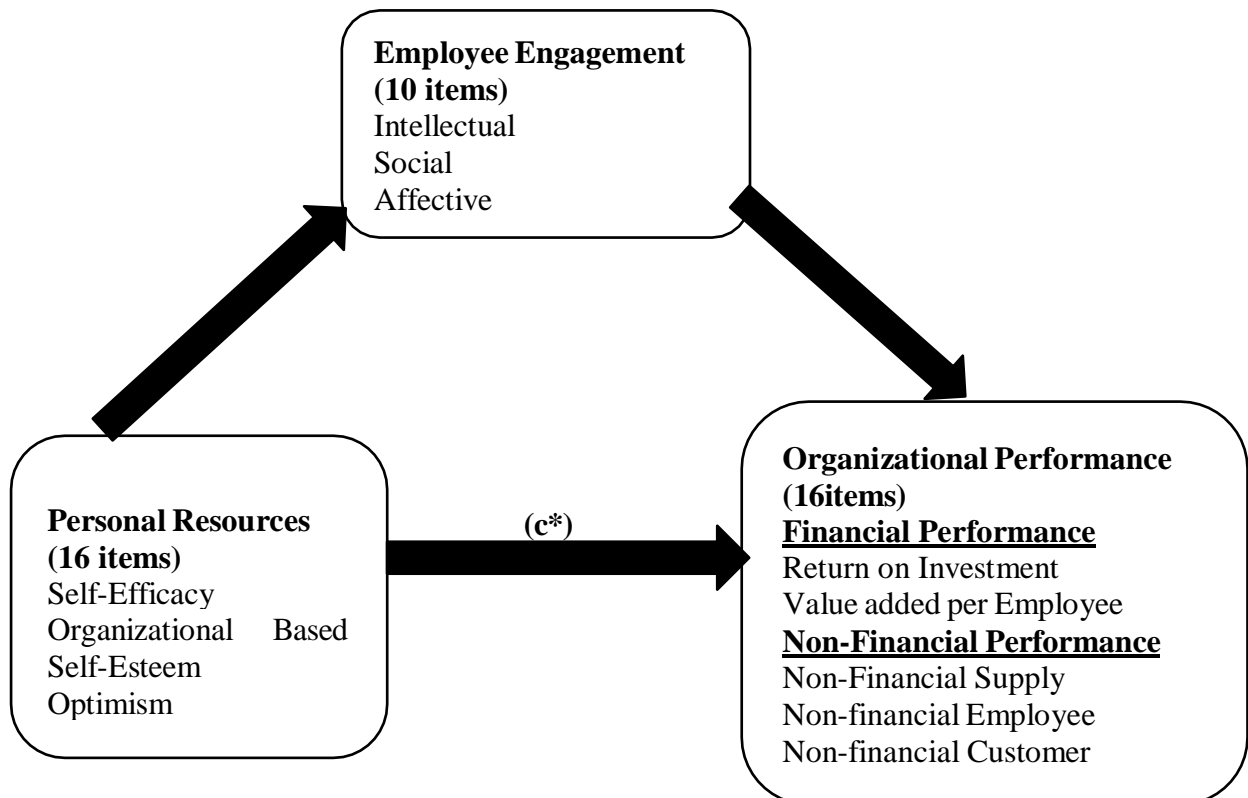 Employee Engagement
(10 items)
Intellectual
Social
Affective
Personal Resources
(16 items)
Self-Efficacy
Organizational Based
Self-Esteem
Optimism
(c*)
Organizational Performance
(16items)
Financial Performance
Return on Investment
Value added per Employee
Non-Financial Performance
Non-Financial Supply
Non-financial Employee
Non-financial Customer